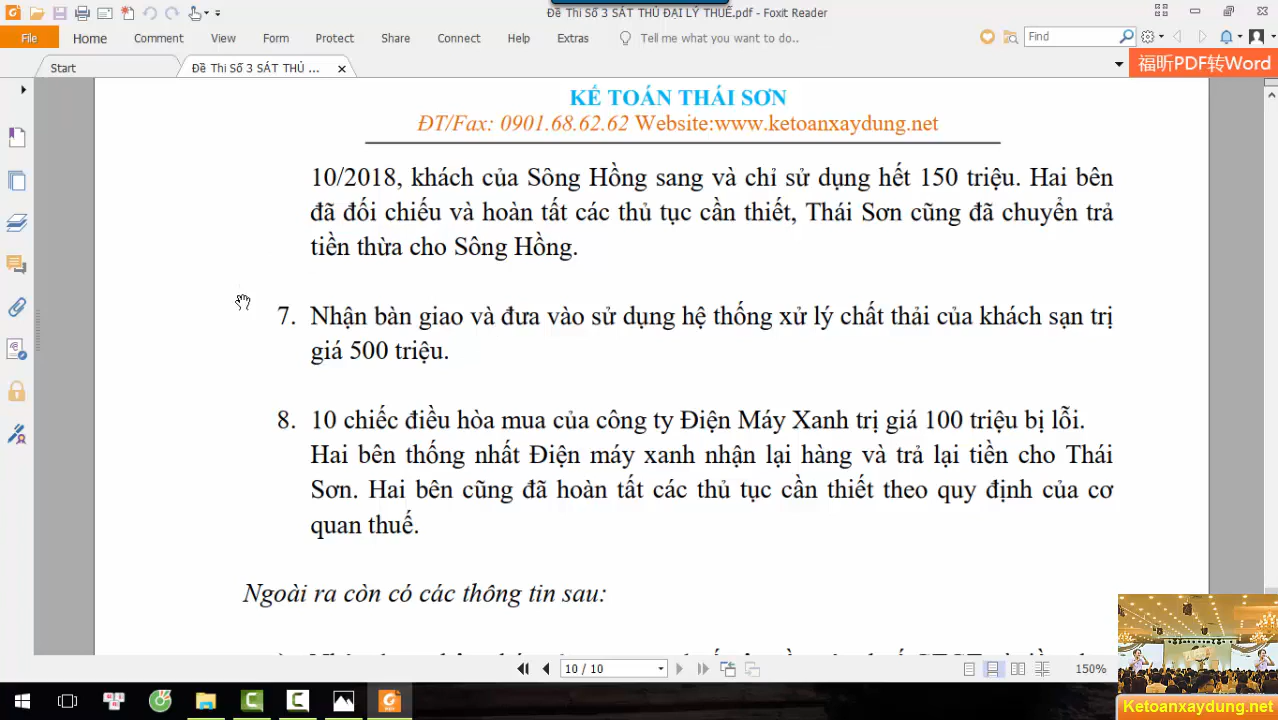 Đề Thi Số 3 SÁT THỦ ĐẠI LÝ THUẾ.pdf - Foxit Reader
File Home Comment View Form Protect Share Connect Help Extras Tell me what you want to do.. Find
Start Đề Thi Số 3 SÁT THỦ ... 福昕PDF转Word
KẾ TOÁN THÁI SƠN
ĐT/Fax: 0901.68.62.62 Website:www.ketoanxaydung.net
10/2018, khách của Sông Hồng sang và chỉ sử dụng hết 150 triệu. Hai bên
đã đối chiếu và hoàn tất các thủ tục cần thiết, Thái Sơn cũng đã chuyển trả
tiền thừa cho Sông Hồng.
7. Nhận bàn giao và đưa vào sử dụng hệ thống xử lý chất thải của khách sạn trị
giá 500 triệu.
8. 10 chiếc điều hòa mua của công ty Điện Máy Xanh trị giá 100 triệu bị lỗi.
Hai bên thống nhất Điện máy xanh nhận lại hàng và trả lại tiền cho Thái
Sơn. Hai bên cũng đã hoàn tất các thủ tục cần thiết theo quy định của cơ
quan thuế.
Ngoài ra còn có các thông tin sau:
10 / 10 150%
Ketoanxaydung.net